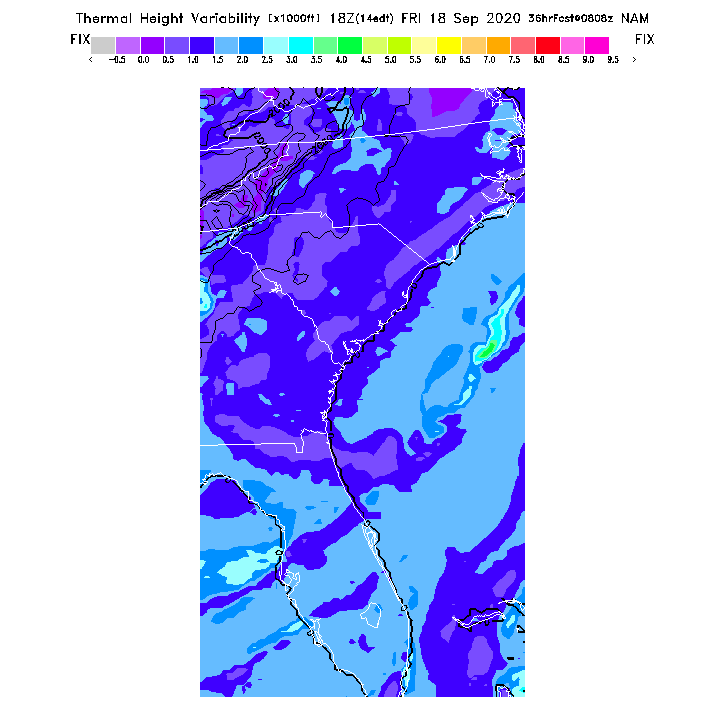 Thermal Height Variability [x1000ft] 18Z(14edt) FRI 18 Sep 2020 36hrFcst@0808z NAM
FIX FIX
< -0.5 0.0 0.5 1.0 1.5 2.0 2.5 3.0 3.5 4.0 4.5 5.0 5.5 6.0 6.5 7.0 7.5 8.0 8.5 9.0 9.5 >